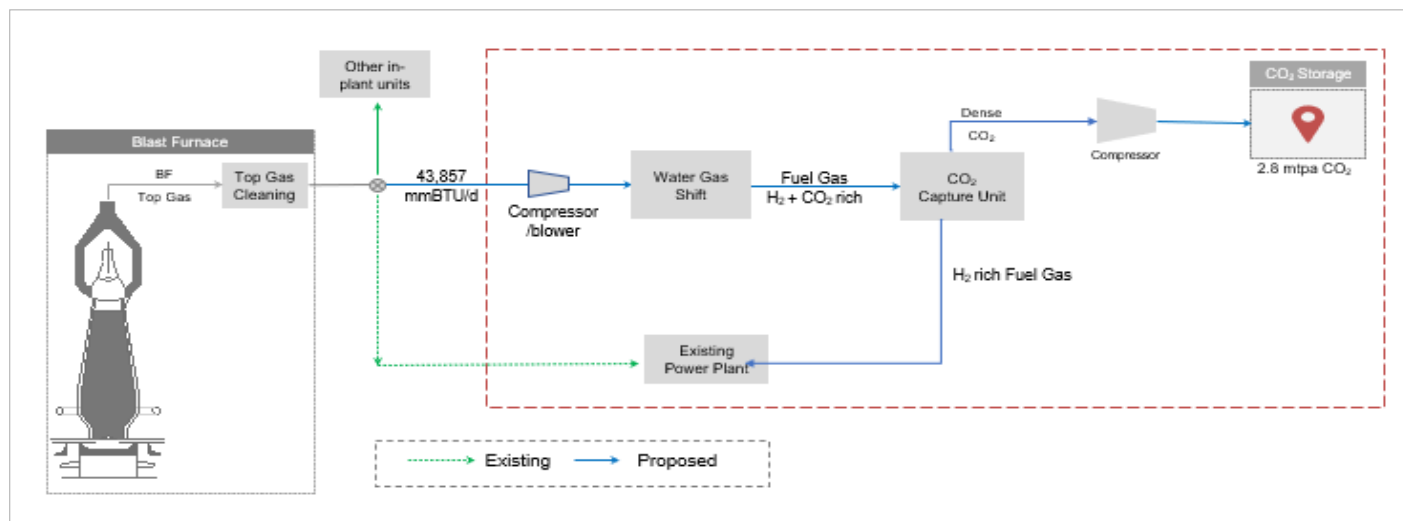 Other in-
plant units
CO₂ Storage
Blast Furnace
Dense
CO₂
Compressor
2.8 mtpa CO₂
BF
Top Gas
Top Gas
Cleaning
43,857
mmBTU/d
Compressor
/blower
Water Gas
Shift
Fuel Gas
H₂ + CO₂ rich
CO₂
Capture Unit
H₂ rich Fuel Gas
Existing
Power Plant
Existing
Proposed